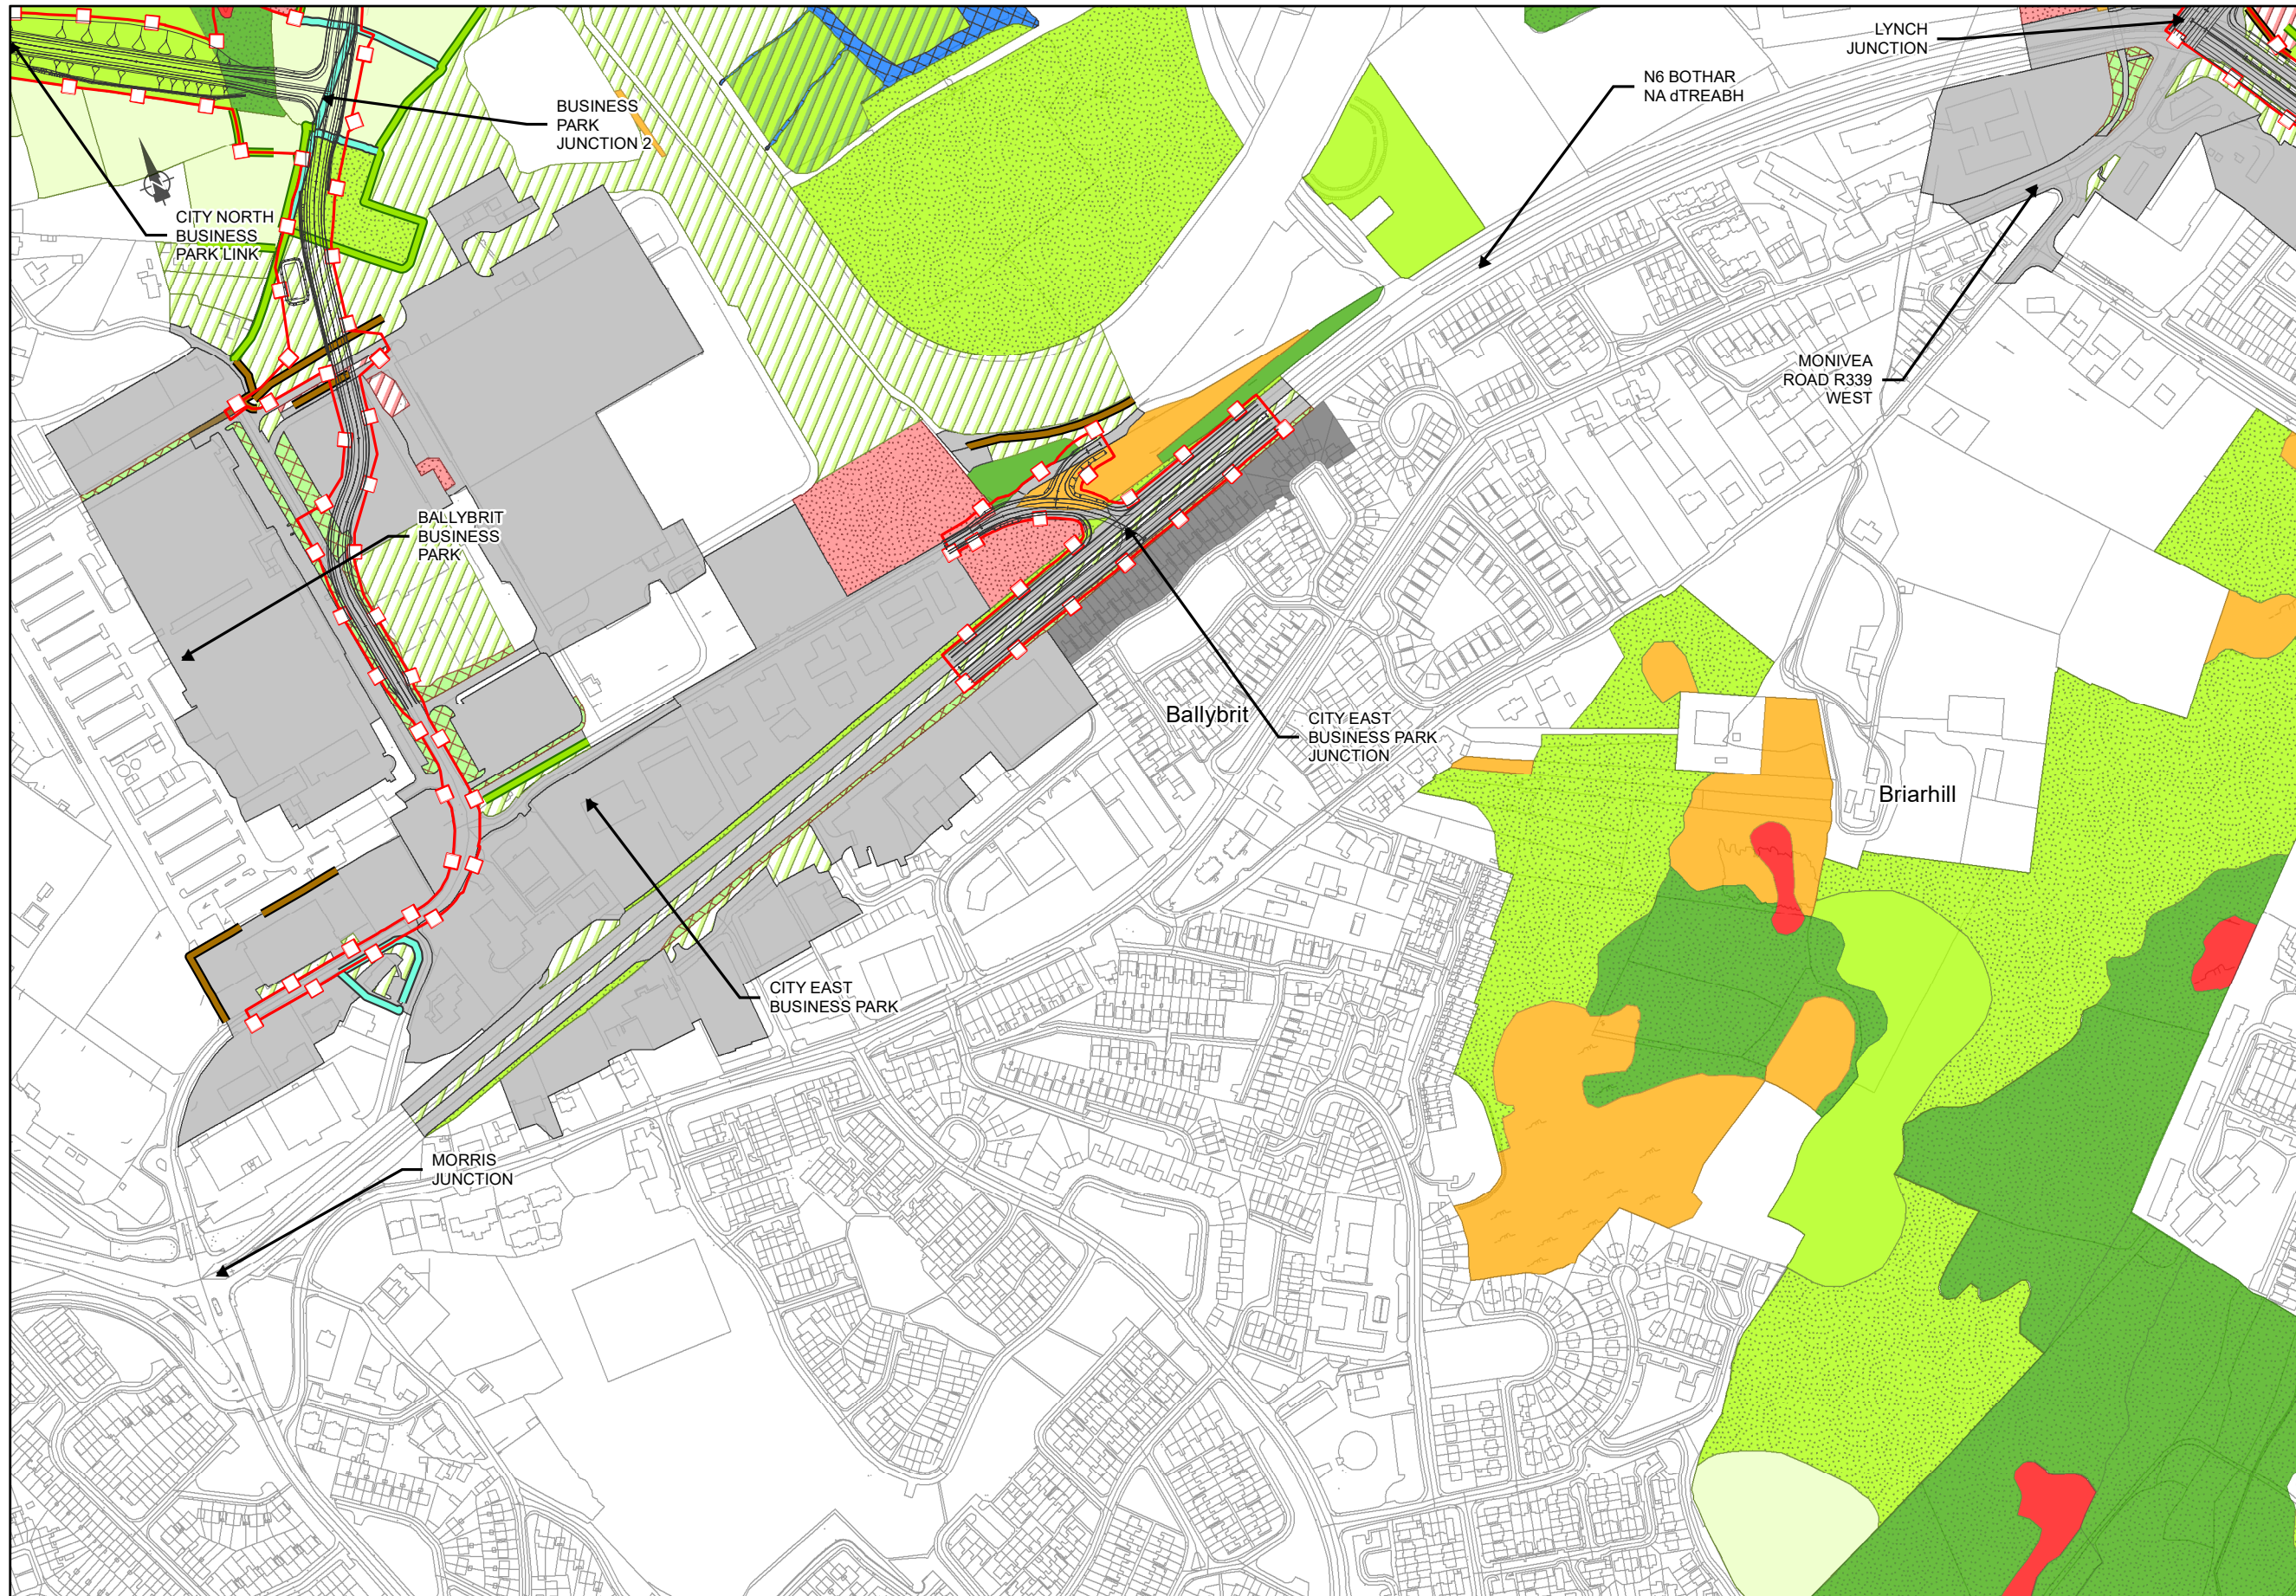 LYNCH
JUNCTION
N6 BOTHAR
NA dTREABH
BUSINESS
PARK
JUNCTION 2
CITY NORTH
BUSINESS
PARK LINK
MONIVEA
ROAD R339
WEST
BALLYBRIT
BUSINESS
PARK
Ballybrit
CITY EAST
BUSINESS PARK
JUNCTION
Briarhill
CITY EAST
BUSINESS PARK
MORRIS
JUNCTION